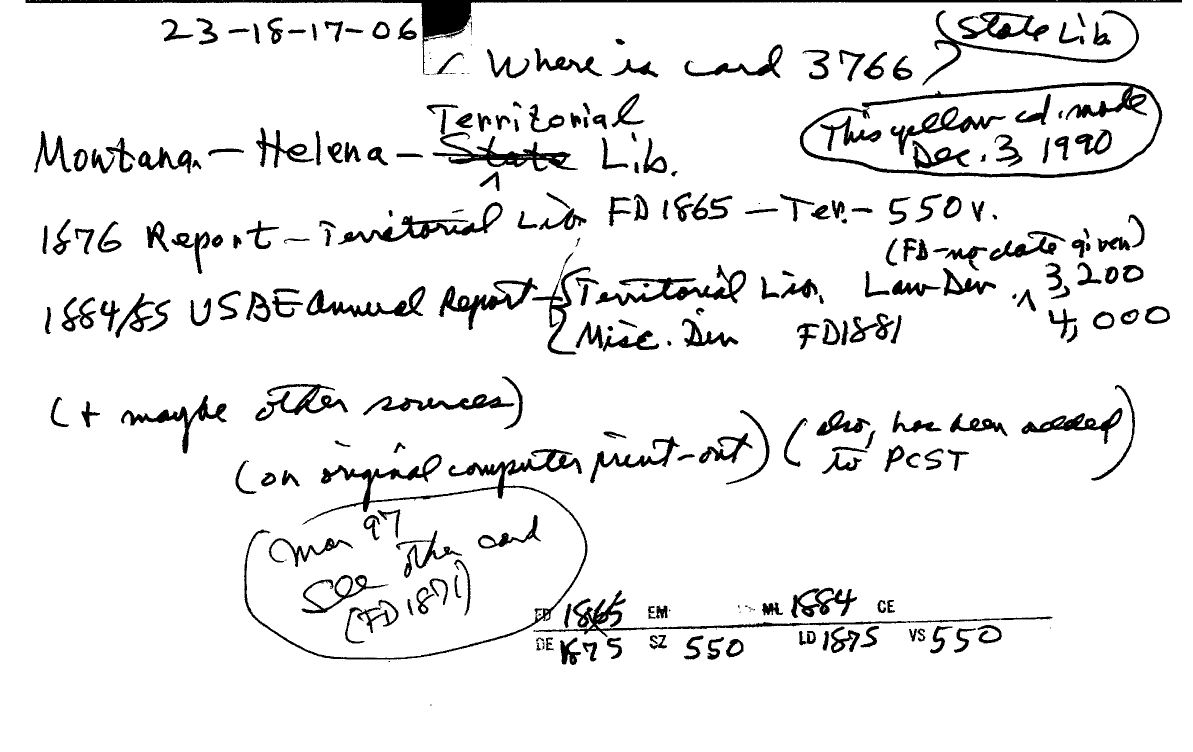 23-18-17-06
(State Lib.)
Where is card 3766?
This yellow cd. made
Dec. 3, 1990
Territorial
Montana - Helena - State Lib.
1876 Report - Territorial Lib. FD 1865 - Ter. - 550 v.
(FD - no date given)
1884/85 USBE Annual Report - { Territorial Lib. Law Div. 3,200
{ Misc. Div FD1881 4,000
(+ maybe other sources)
(on original computer print-out) (also, has been added
to PCST)
Mar 97
See other card
(FD 1871)
FD 1865 EM ML 1884 CE
DE 1875 SZ 550 LD 1875 VS 550